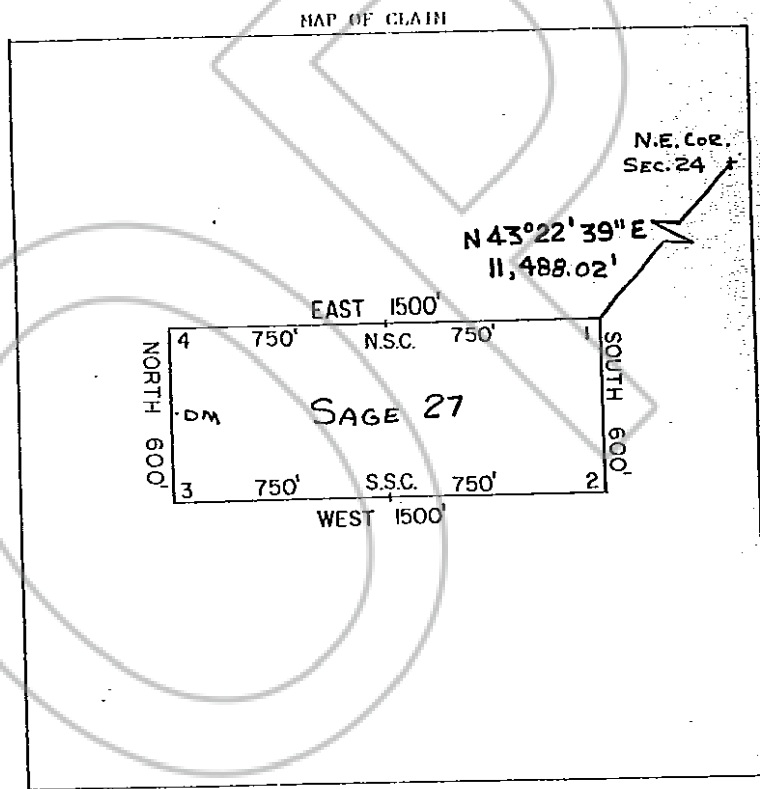 MAP OF CLAIM
N.E. COR.
SEC. 24
N 43°22'39" E
11,488.02'
EAST 1500'
4 750' N.S.C. 750' 1
NORTH 600'
SOUTH 600'
DM SAGE 27
3 750' S.S.C. 750' 2
WEST 1500'